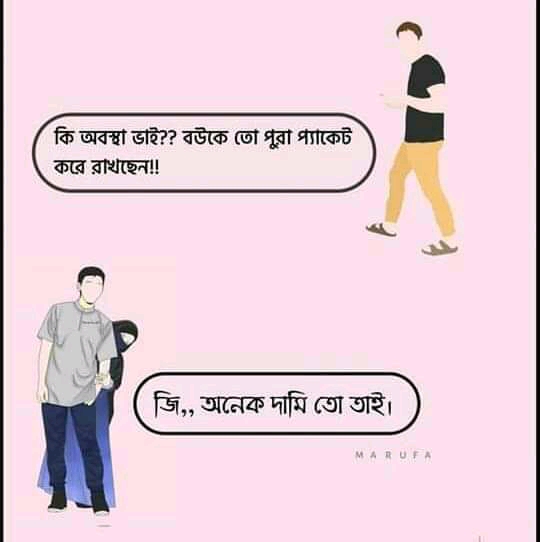 কি অবস্থা ভাই?? বউকে তো পুরা প্যাকেট
করে রাখছেন!!
জি,, অনেক দামি তো তাই।
MARUFA